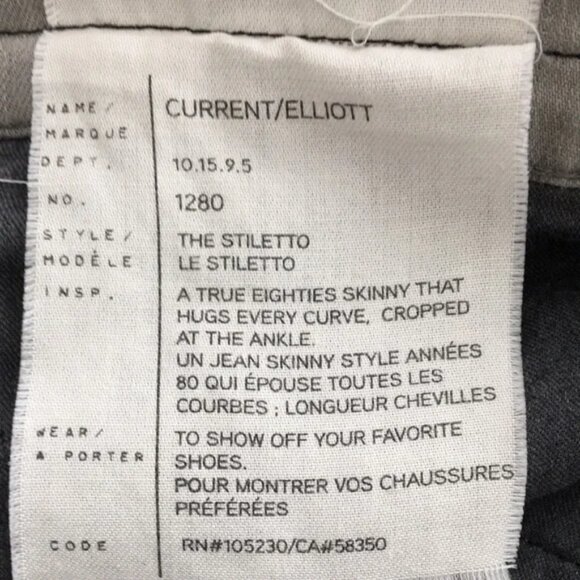 NAME/ CURRENT/ELLIOTT
MARQUE
DEPT. 10.15.9.5
NO. 1280
STYLE/ THE STILETTO
MODÈLE LE STILETTO
INSP. A TRUE EIGHTIES SKINNY THAT
HUGS EVERY CURVE, CROPPED
AT THE ANKLE.
UN JEAN SKINNY STYLE ANNÉES
80 QUI ÉPOUSE TOUTES LES
COURBES ; LONGUEUR CHEVILLES
WEAR/ TO SHOW OFF YOUR FAVORITE
A PORTER SHOES.
POUR MONTRER VOS CHAUSSURES
PRÉFÉRÉES
CODE RN#105230/CA#58350